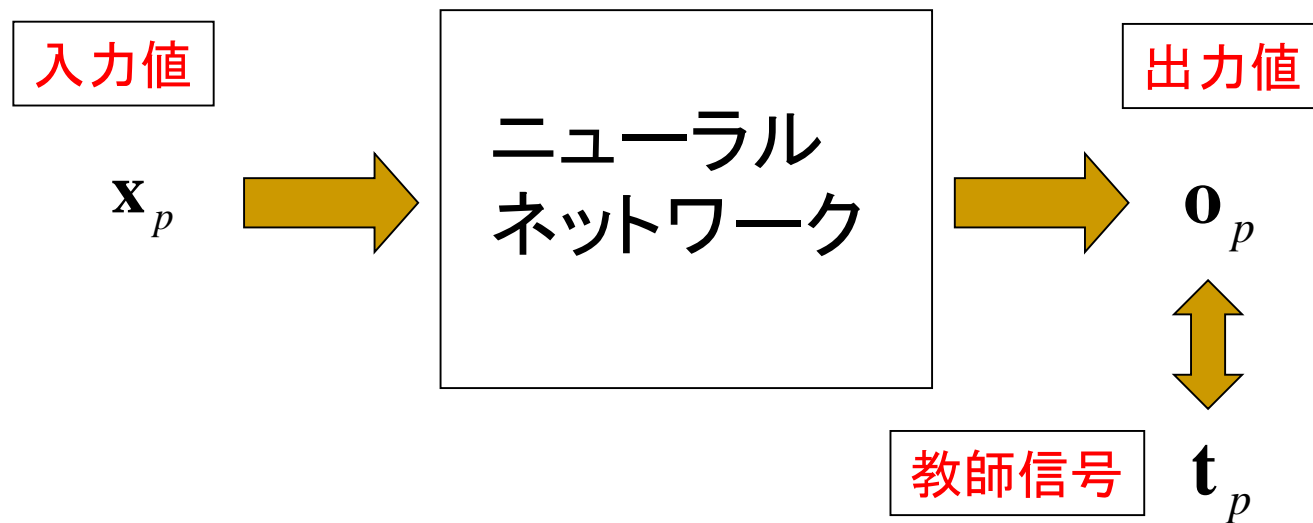 入力値
x p
ニューラル
ネットワーク
出力値
o p
教師信号
t p